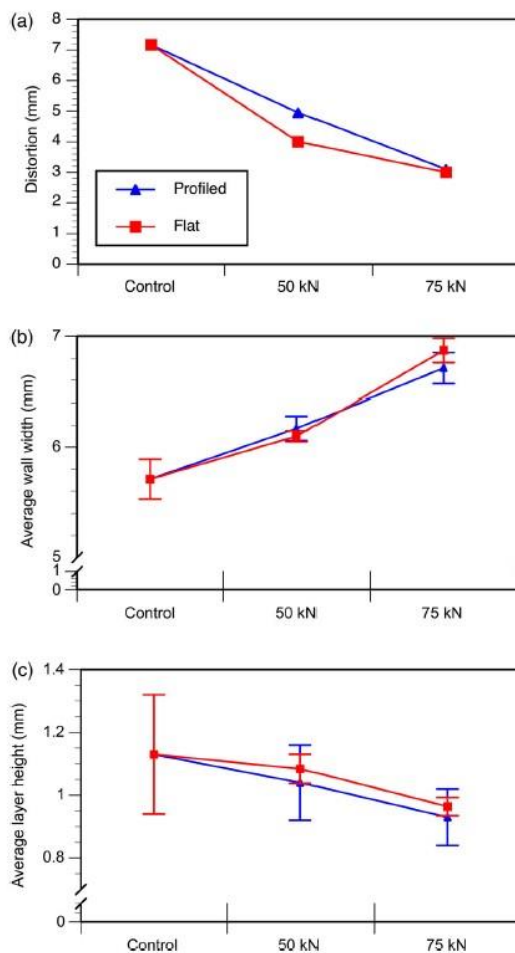 (a)
8
7
6
5
4
3
2
1
0
Distortion (mm)
Profiled
Flat
Control
50 kN
75 kN
(b)
7
6
5
1
0
Average wall width (mm)
Control
50 kN
75 kN
(c)
1.4
1.2
1
0.8
0
Average layer height (mm)
Control
50 kN
75 kN